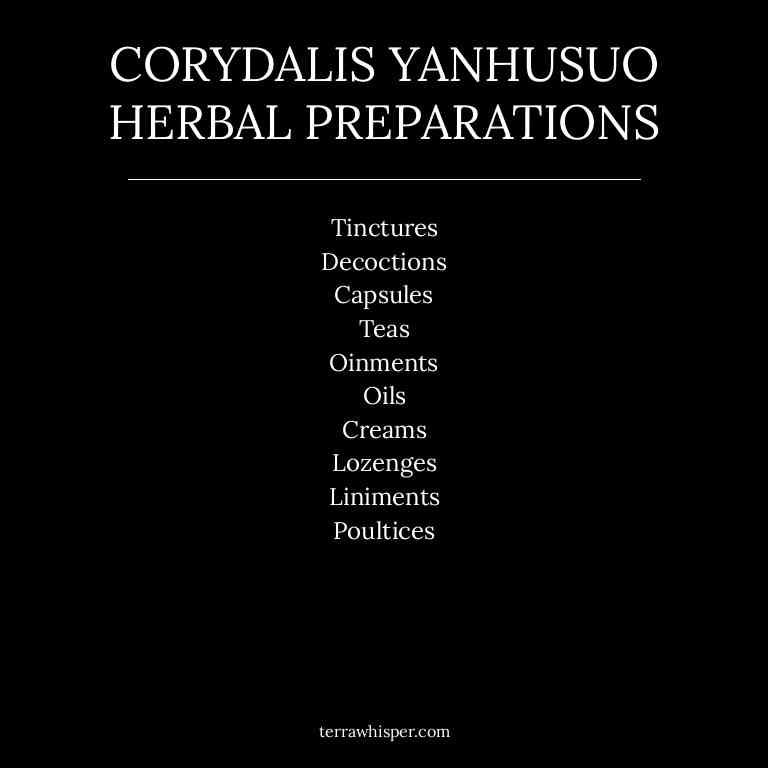 CORYDALIS YANHUSUO
HERBAL PREPARATIONS
Tinctures
Decoctions
Capsules
Teas
Oinments
Oils
Creams
Lozenges
Liniments
Poultices
terrawhisper.com